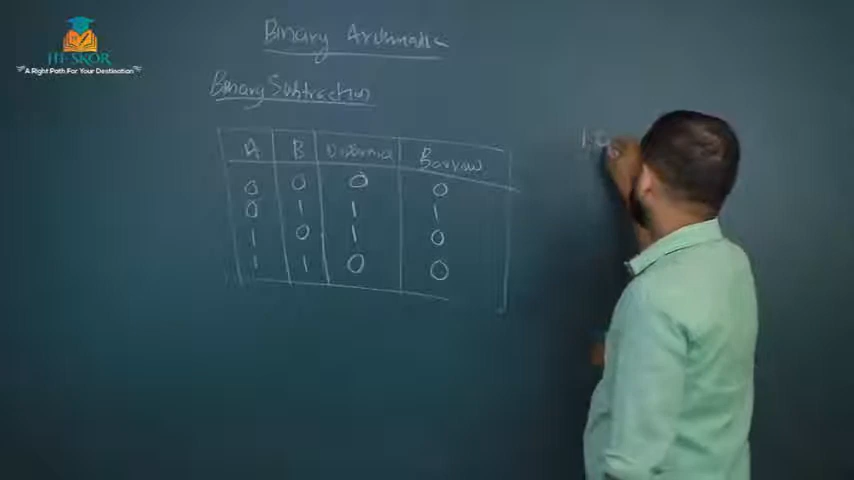 IIT-SKOR
A Right Path For Your Destination
Binary Arithmatic
Binary Subtraction
A B Difference Borrow
0 0 0 0
0 1 1 1
1 0 1 0
1 1 0 0